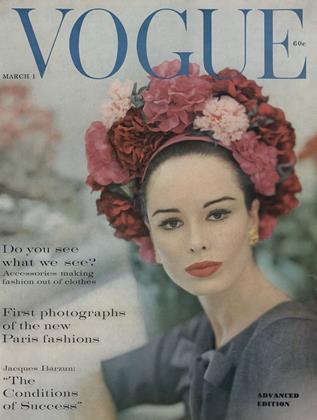 VOGUE
60c
MARCH 1
Do you see
what we see?
Accessories making
fashion out of clothes
First photographs
of the new
Paris fashions
Jacques Barzun:
"The
Conditions
of Success"
ADVANCED
EDITION